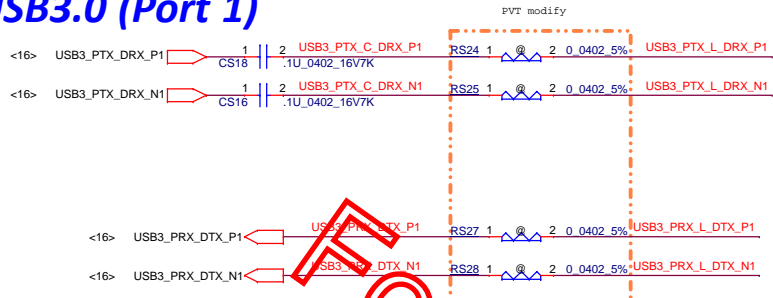 USB3.0 (Port 1)
PVT modify
<16> USB3_PTX_DRX_P1 1 2 USB3_PTX_C_DRX_P1 RS24 1 @ 2 0_0402_5% USB3_PTX_L_DRX_P1
CS18 .1U_0402_16V7K
<16> USB3_PTX_DRX_N1 1 2 USB3_PTX_C_DRX_N1 RS25 1 @ 2 0_0402_5% USB3_PTX_L_DRX_N1
CS16 .1U_0402_16V7K
<16> USB3_PRX_DTX_P1 USB3_PRX_DTX_P1 RS27 1 @ 2 0_0402_5% USB3_PRX_L_DTX_P1
<16> USB3_PRX_DTX_N1 USB3_PRX_DTX_N1 RS28 1 @ 2 0_0402_5% USB3_PRX_L_DTX_N1